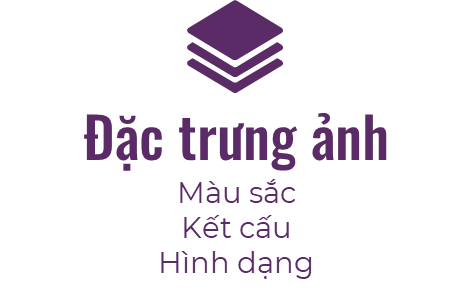 Đặc trưng ảnh
Màu sắc
Kết cấu
Hình dạng